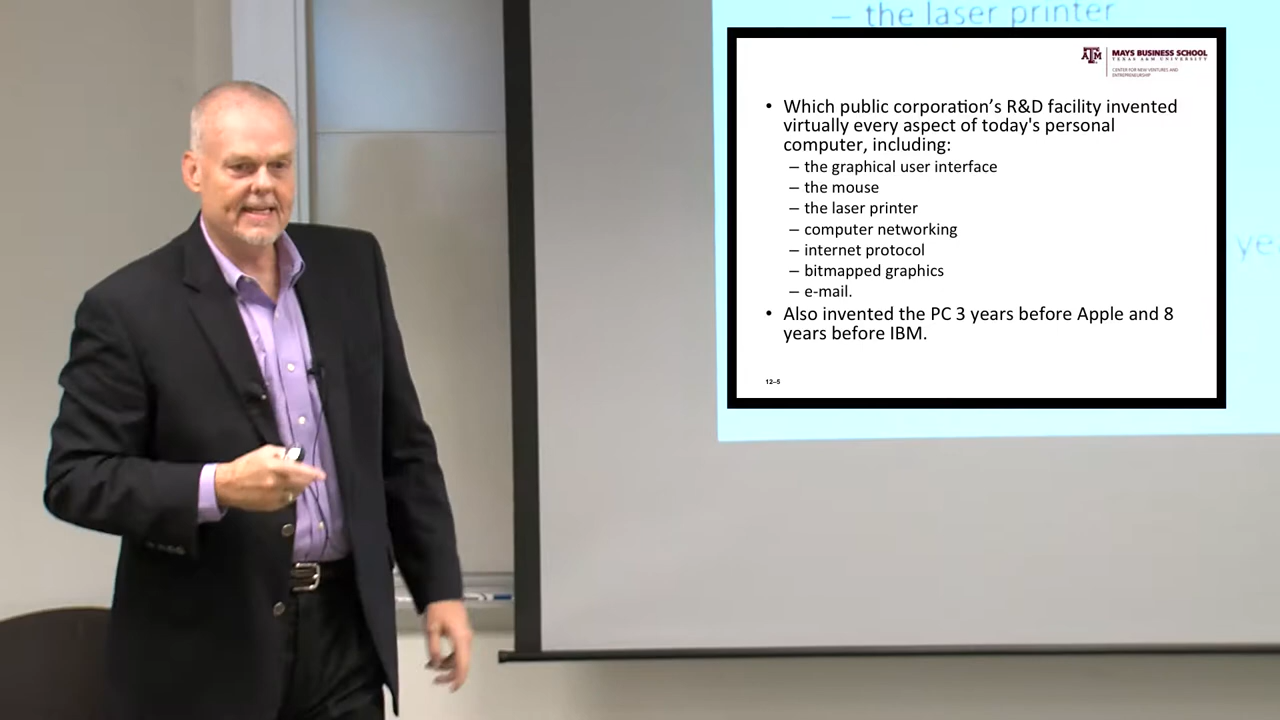 – the laser printer
MAYS BUSINESS SCHOOL
TEXAS A&M UNIVERSITY
CENTER FOR NEW VENTURES AND
ENTREPRENEURSHIP
• Which public corporation's R&D facility invented
virtually every aspect of today's personal
computer, including:
– the graphical user interface
– the mouse
– the laser printer
– computer networking
– internet protocol
– bitmapped graphics
– e-mail.
• Also invented the PC 3 years before Apple and 8
years before IBM.
12–5